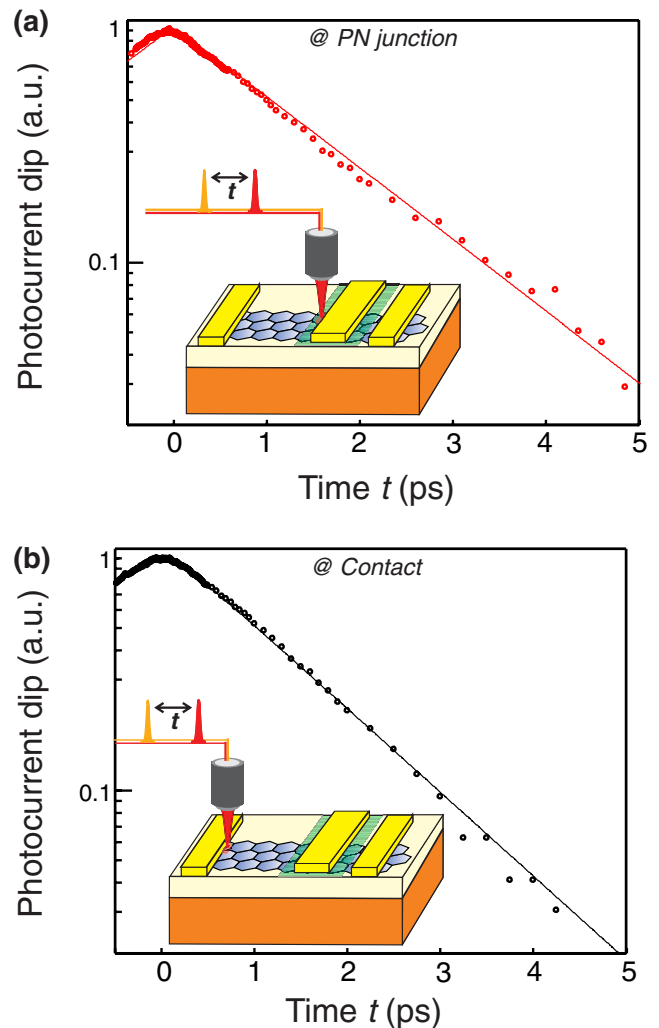 (a)
@ PN junction
Photocurrent dip (a.u.)
1
0.1
t
0 1 2 3 4 5
Time t (ps)
(b)
@ Contact
Photocurrent dip (a.u.)
1
0.1
t
0 1 2 3 4 5
Time t (ps)